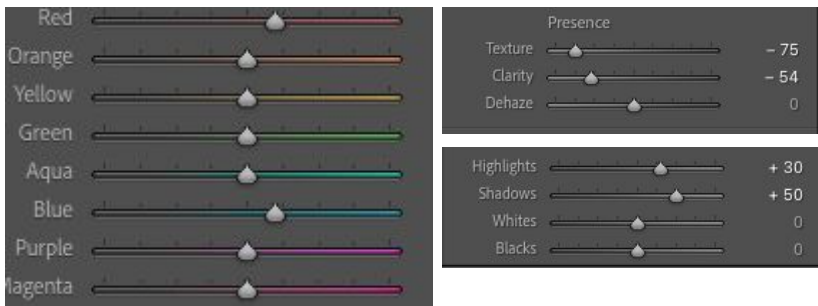 Red
Orange
Yellow
Green
Aqua
Blue
Purple
Magenta
Presence
Texture - 75
Clarity - 54
Dehaze 0
Highlights + 30
Shadows + 50
Whites 0
Blacks 0